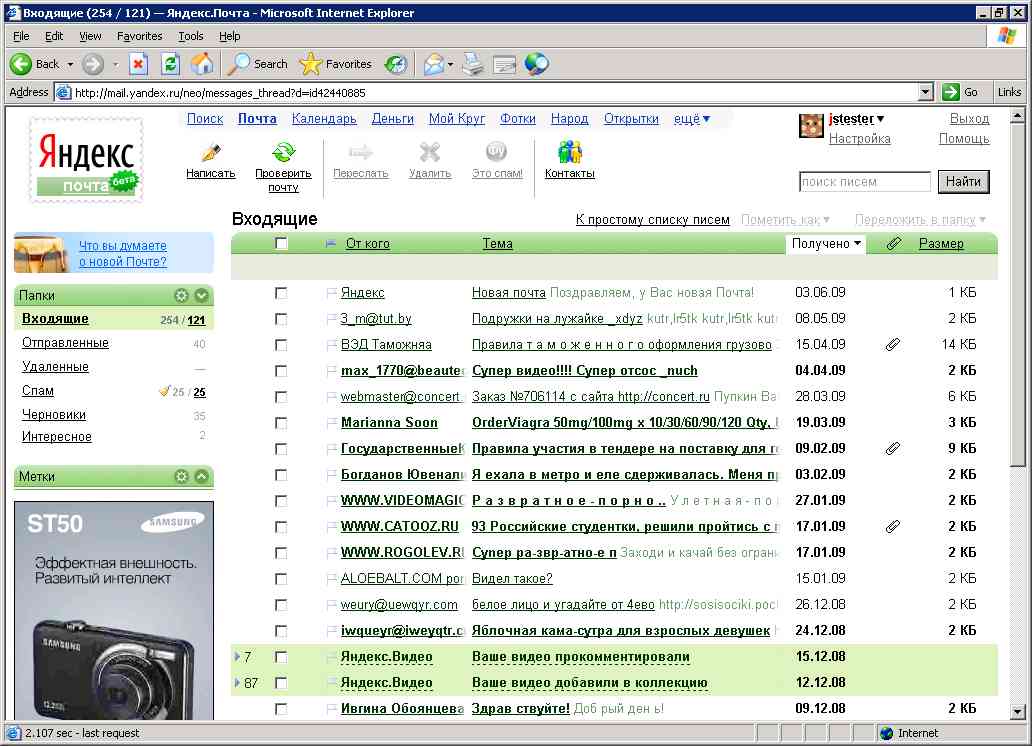 Входящие (254 / 121) — Яндекс.Почта - Microsoft Internet Explorer
File Edit View Favorites Tools Help
Back Search Favorites
Address http://mail.yandex.ru/neo/messages_thread?d=id42440885 Go Links
Поиск Почта Календарь Деньги Мой Круг Фотки Народ Открытки ещё▼
jstester▼ Выход
Настройка Помощь
Яндекс
почта бета
Написать Проверить почту Переслать Удалить Это спам! Контакты
поиск писем Найти
Входящие К простому списку писем Пометить как▼ Переложить в папку▼
Что вы думаете
о новой Почте?
От кого Тема Получено▼ Размер
Папки
Входящие 254 / 121
Отправленные 40
Удаленные —
Спам 25 / 25
Черновики 35
Интересное 2
Метки
Яндекс Новая почта Поздравляем, у Вас новая Почта! 03.06.09 1 КБ
3_m@tut.by Подружки на лужайке _xdyz kutr,lr5tk kutr,lr5tk kut 08.05.09 2 КБ
ВЭД Таможня Правила т а м о ж е н н о г о оформления грузово 15.04.09 14 КБ
max_1770@beaute Супер видео!!!! Супер отсос _nuch 04.04.09 2 КБ
webmaster@concert Заказ №706114 с сайта http://concert.ru Пупкин Ва 28.03.09 6 КБ
Marianna Soon OrderViagra 50mg/100mg x 10/30/60/90/120 Qty, 19.03.09 3 КБ
Государственные Правила участия в тендере на поставку для г 09.02.09 9 КБ
Богданов Ювенал Я ехала в метро и еле сдерживалась. Меня п 03.02.09 2 КБ
WWW.VIDEOMAGIC Р а з в р а т н о е - п о р н о .. У л е т н а я - п о 27.01.09 2 КБ
WWW.CATOOZ.RU 93 Российские студентки, решили пройтись с 17.01.09 2 КБ
WWW.ROGOLEV.RU Супер ра-звр-атно-е п Заходи и качай без ограни 17.01.09 2 КБ
ALOEBALT.COM por Видел такое? 15.01.09 2 КБ
weury@uewqyr.com белое лицо и угадайте от 4ево http://sosisociki.poc 26.12.08 2 КБ
iwqueyr@iweyqtr.c Яблочная кама-сутра для взрослых девушек 24.12.08 2 КБ
7 Яндекс.Видео Ваше видео прокомментировали 15.12.08
87 Яндекс.Видео Ваше видео добавили в коллекцию 12.12.08
Ивгина Обоянцева Здрав ствуйте! Доб рый ден ь! 09.12.08 2 КБ
ST50 SAMSUNG
Эффектная внешность.
Развитый интеллект
SAMSUNG
2.107 sec - last request Internet